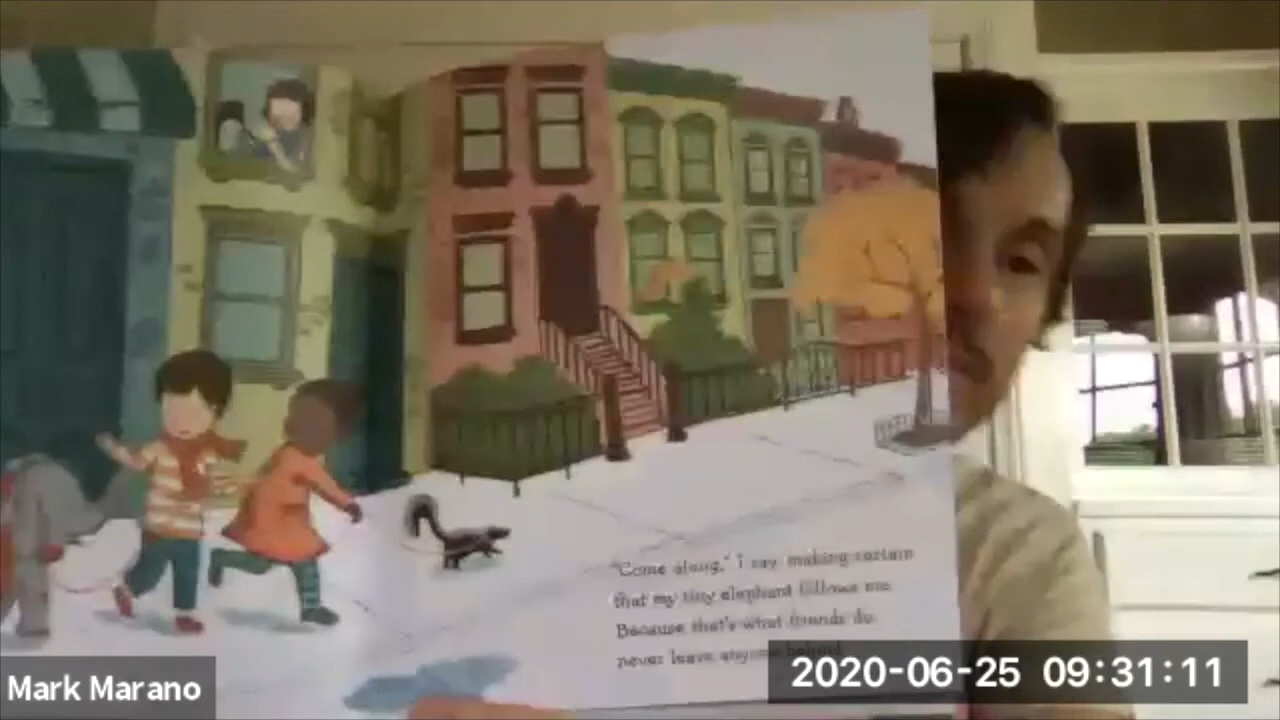 "Come along," I say, making certain
that my tiny elephant follows me.
Because that's what friends do:
never leave anyone behind.
Mark Marano
2020-06-25 09:31:11